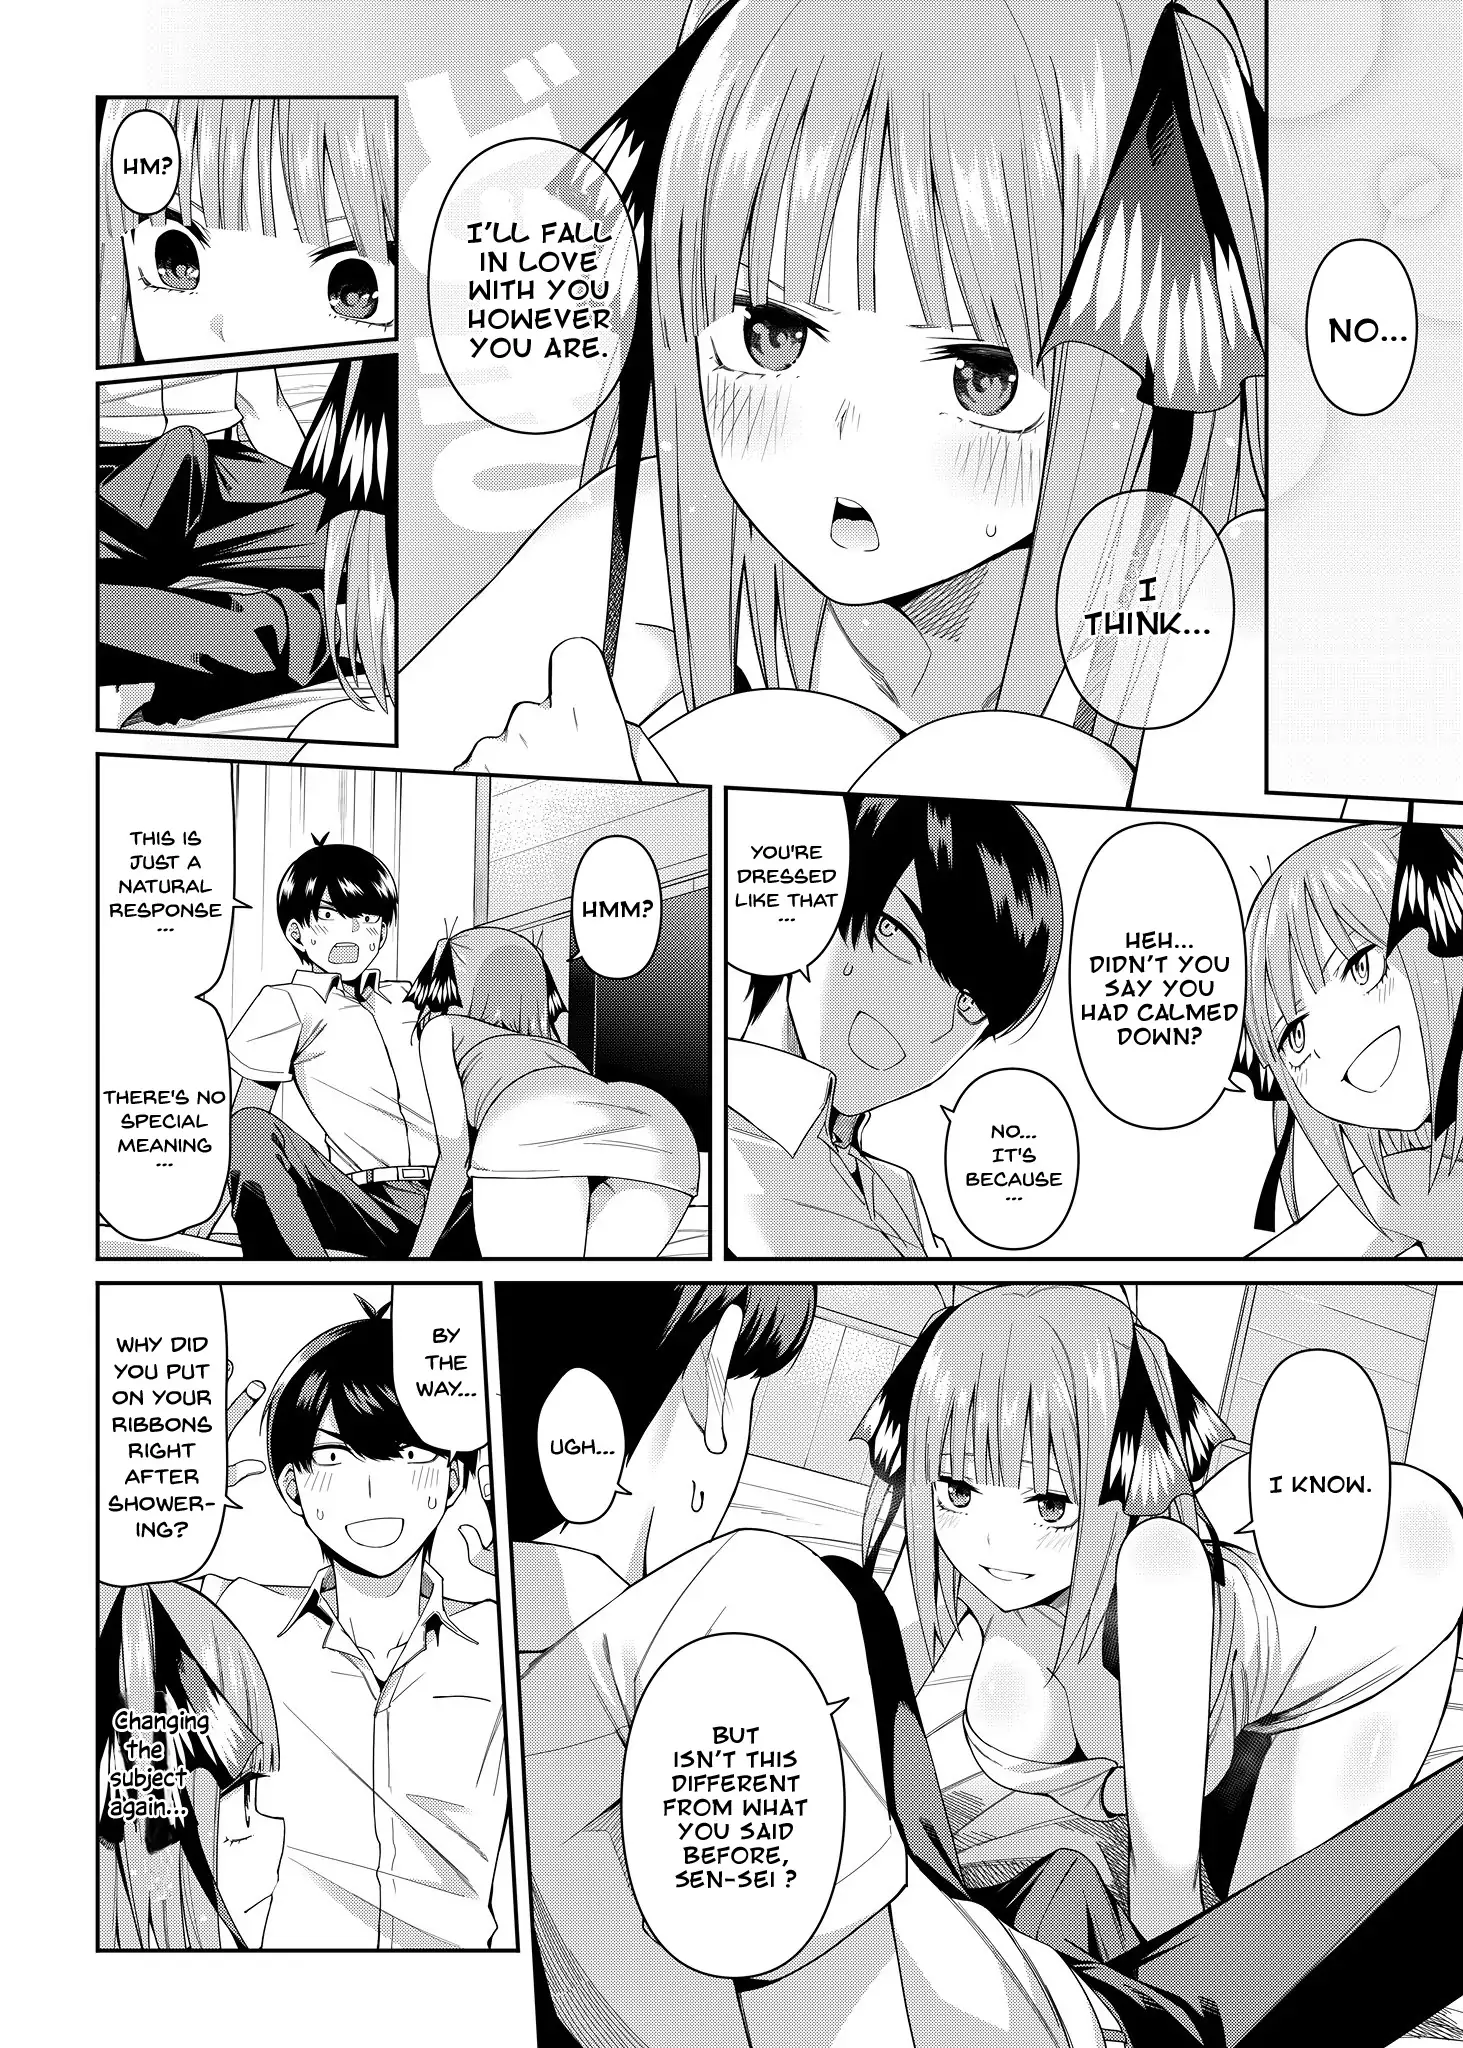 NO...
I
THINK...
I'LL FALL
IN LOVE
WITH YOU
HOWEVER
YOU ARE.
HM?
HEH...
DIDN'T YOU
SAY YOU
HAD CALMED
DOWN?
NO...
IT'S
BECAUSE
...
YOU'RE
DRESSED
LIKE THAT
...
HMM?
THIS IS
JUST A
NATURAL
RESPONSE
...
THERE'S NO
SPECIAL
MEANING
...
I KNOW.
BUT
ISN'T THIS
DIFFERENT
FROM WHAT
YOU SAID
BEFORE,
SEN-SEI ?
UGH...
BY
THE
WAY...
WHY DID
YOU PUT
ON YOUR
RIBBONS
RIGHT
AFTER
SHOWER-
ING?
Changing
the
subject
again...